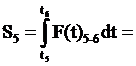 S₅ = ∫_{t₅}^{t₆} F(t)₅₋₆ dt =